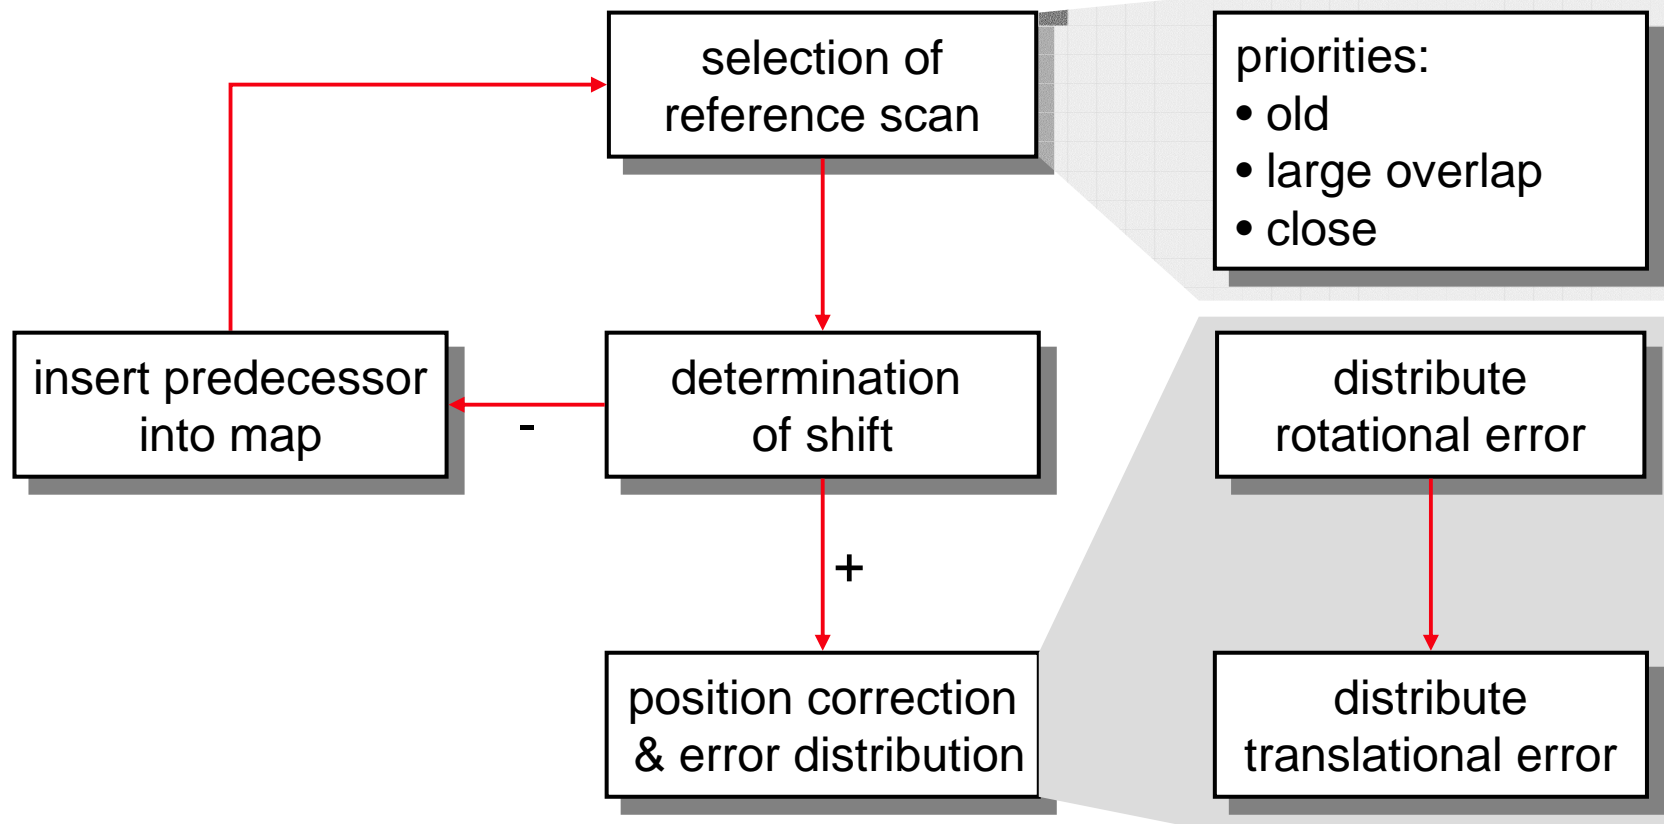 selection of
reference scan
priorities:
• old
• large overlap
• close
insert predecessor
into map
-
determination
of shift
+
position correction
& error distribution
distribute
rotational error
distribute
translational error